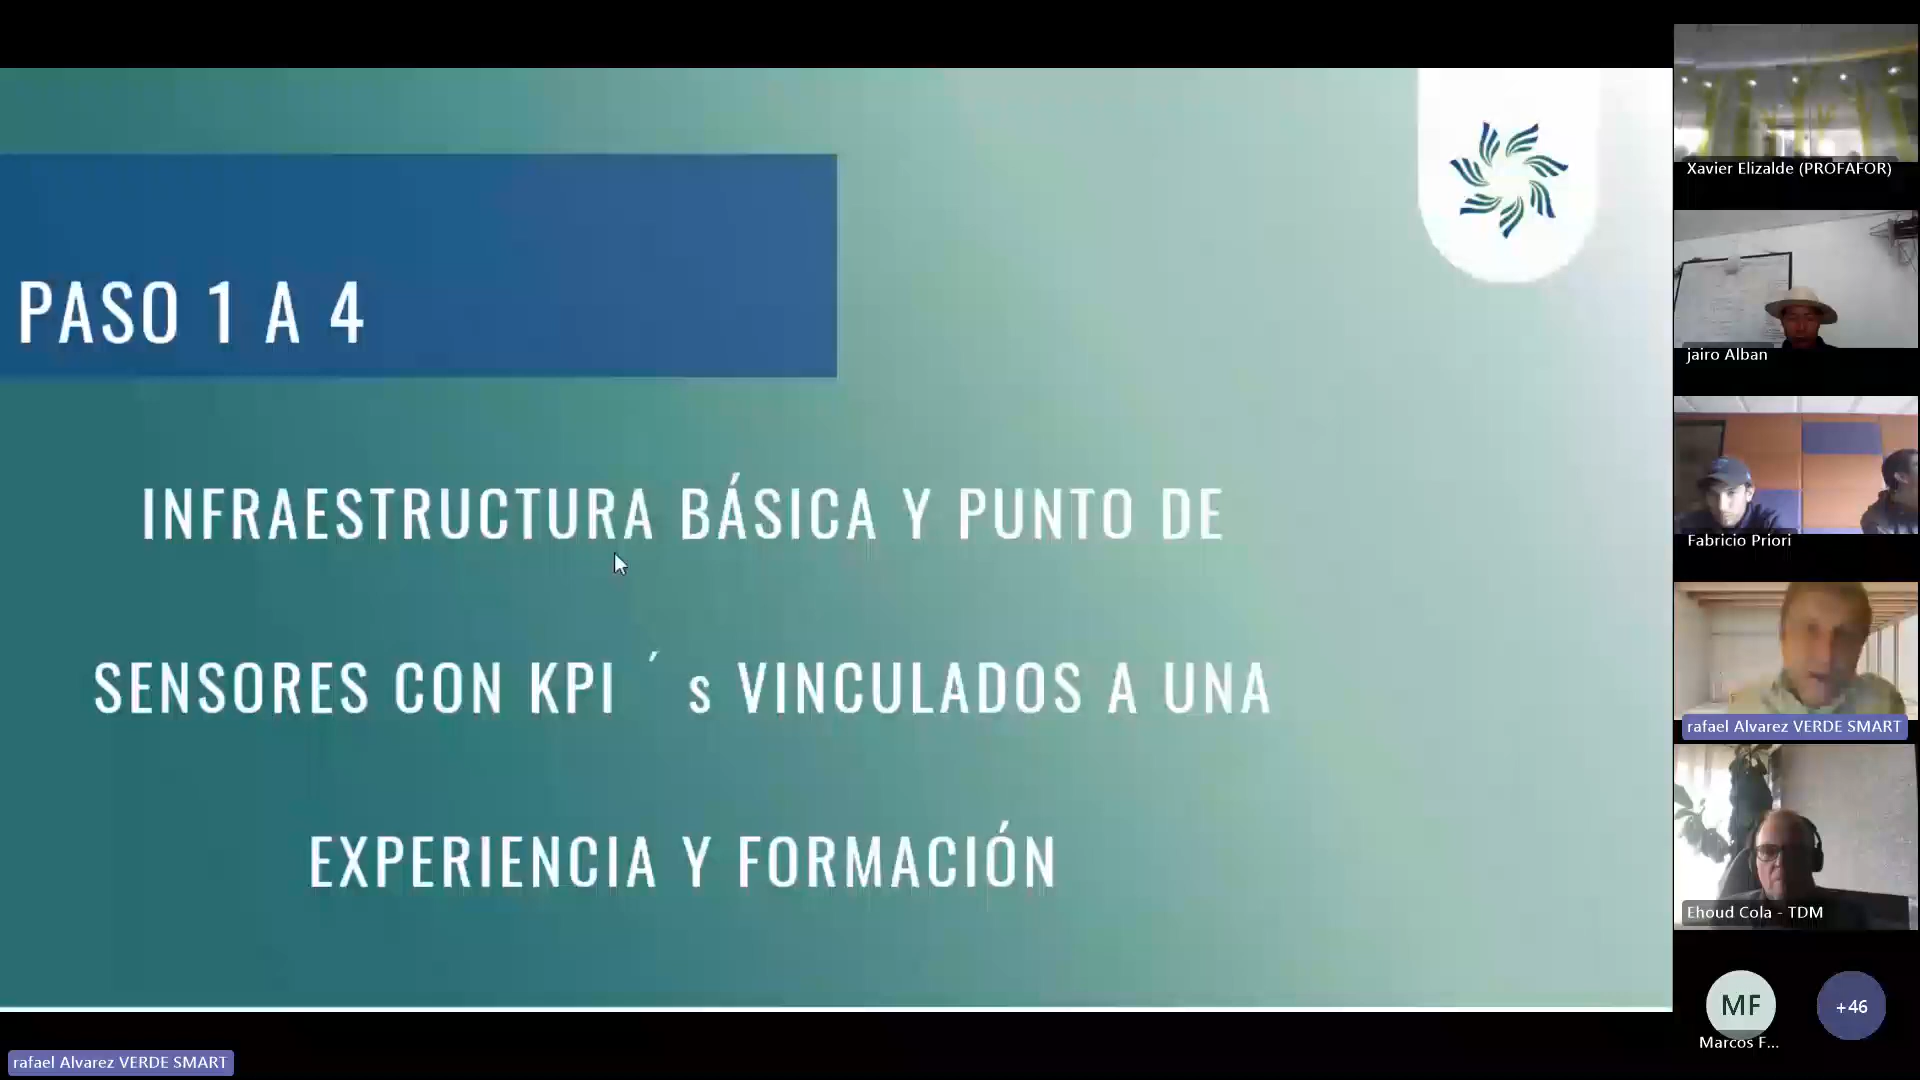 PASO 1 A 4
INFRAESTRUCTURA BÁSICA Y PUNTO DE
SENSORES CON KPI ´ s VINCULADOS A UNA
EXPERIENCIA Y FORMACIÓN
Xavier Elizalde (PROFAFOR)
jairo Alban
Fabricio Priori
rafael Alvarez VERDE SMART
Ehoud Cola - TDM
MF
+46
Marcos F...
rafael Alvarez VERDE SMART